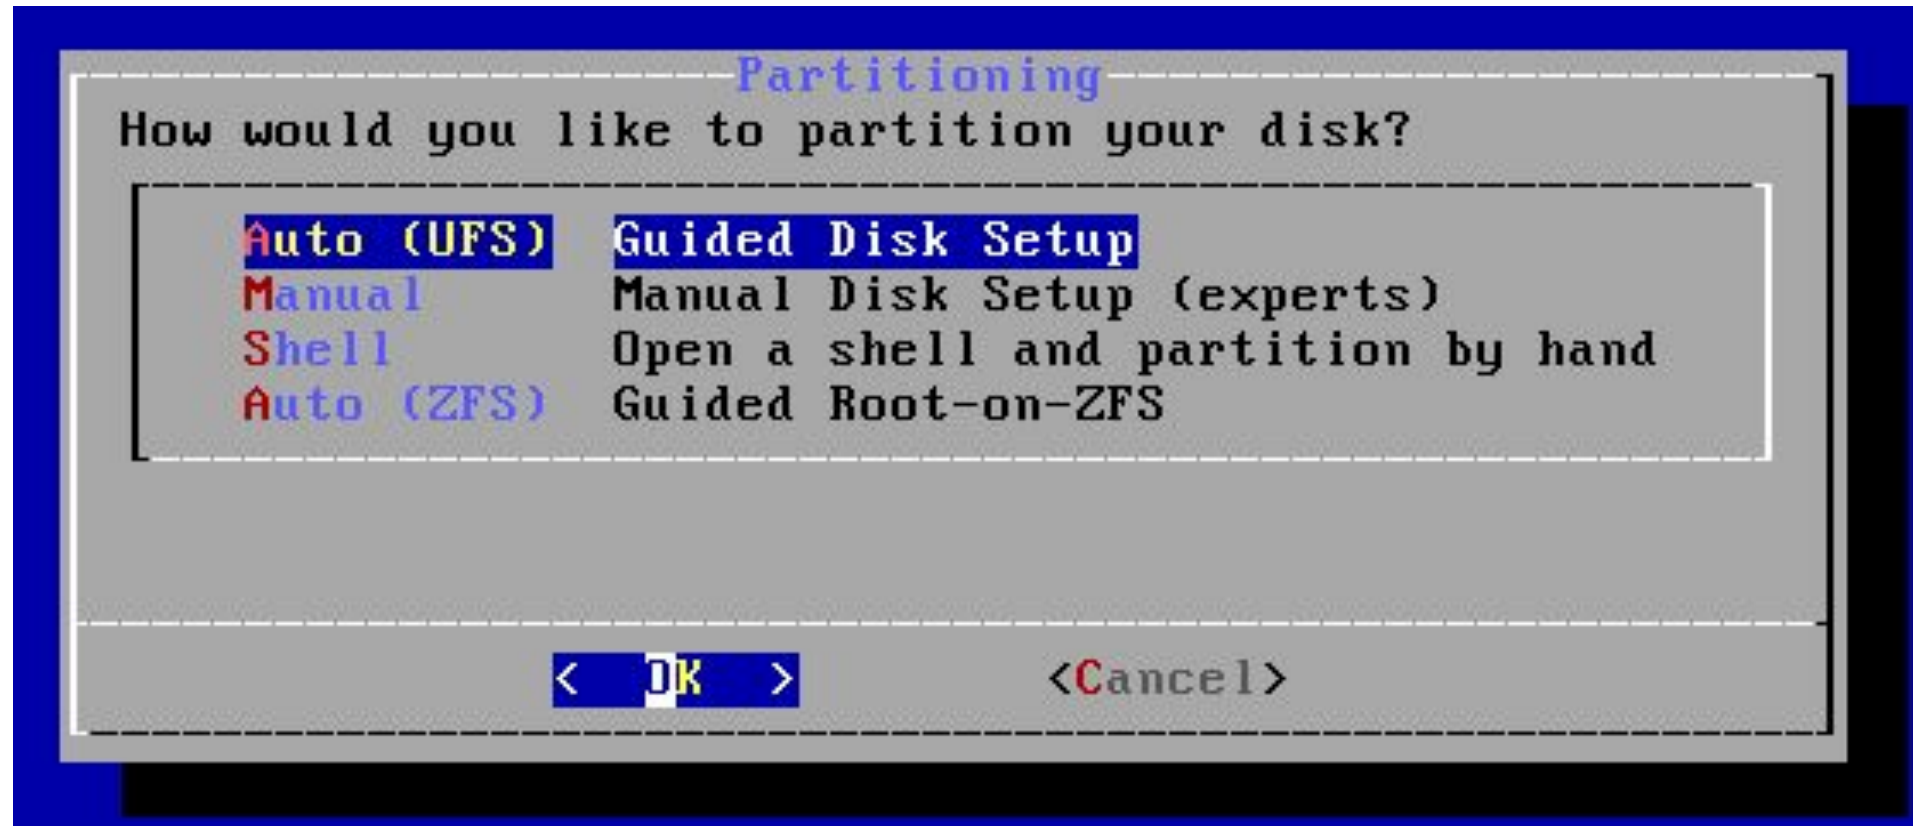 Partitioning
How would you like to partition your disk?
Auto (UFS) Guided Disk Setup
Manual Manual Disk Setup (experts)
Shell Open a shell and partition by hand
Auto (ZFS) Guided Root-on-ZFS
< OK > <Cancel>